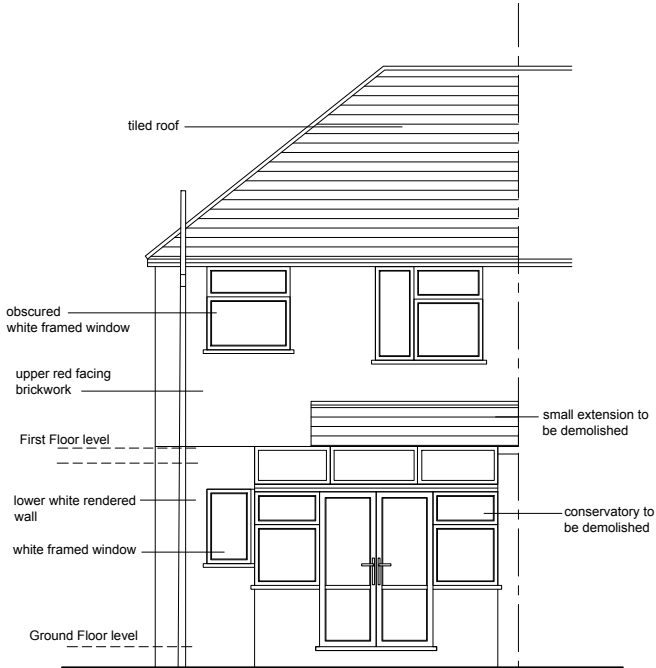 tiled roof
obscured
white framed window
upper red facing
brickwork
small extension to
be demolished
First Floor level
lower white rendered
wall
conservatory to
be demolished
white framed window
Ground Floor level